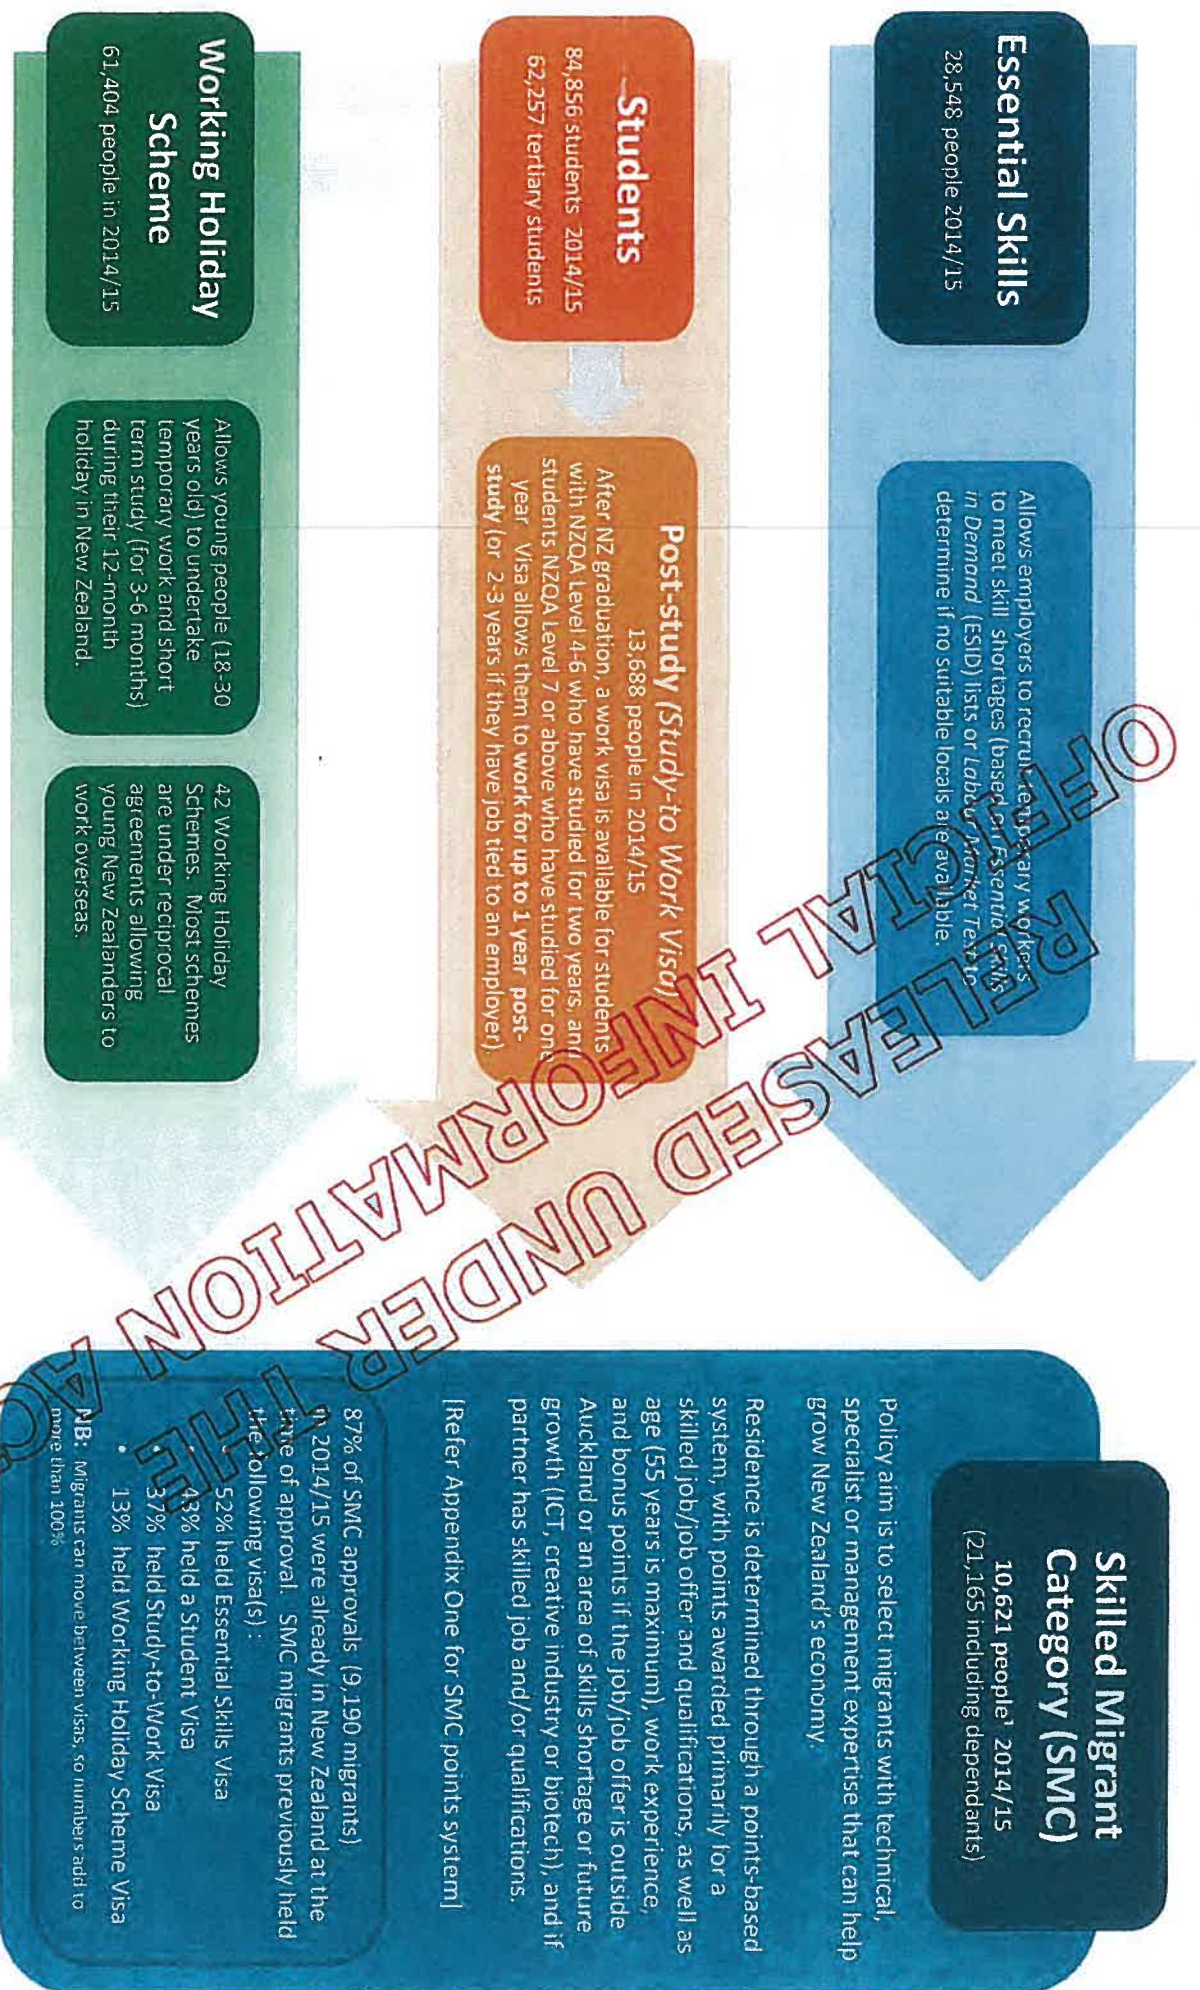 Essential Skills
28,548 people 2014/15
Allows employers to recruit temporary workers
to meet skill shortages (based on Essential Skills
in Demand (ESID) lists or Labour Market Test to
determine if no suitable locals are available.
Students
84,856 students 2014/15
62,257 tertiary students
Post-study (Study-to Work Visa)
13,688 people in 2014/15
After NZ graduation, a work visa is available for students
with NZQA Level 4-6 who have studied for two years, and
students NZQA Level 7 or above who have studied for one
year. Visa allows them to work for up to 1 year post-
study (or 2-3 years if they have job tied to an employer).
Working Holiday
Scheme
61,404 people in 2014/15
Allows young people (18-30
years old) to undertake
temporary work and short
term study (for 3-6 months)
during their 12-month
holiday in New Zealand.
42 Working Holiday
Schemes. Most schemes
are under reciprocal
agreements allowing
young New Zealanders to
work overseas.
Skilled Migrant
Category (SMC)
10,621 people¹ 2014/15
(21,165 including dependants)
Policy aim is to select migrants with technical,
specialist or management expertise that can help
grow New Zealand's economy.
Residence is determined through a points-based
system, with points awarded primarily for a
skilled job/job offer and qualifications, as well as
age (55 years is maximum), work experience,
and bonus points if the job/job offer is outside
Auckland or an area of skills shortage or future
growth (ICT, creative industry or biotech), and if
partner has skilled job and/or qualifications.
[Refer Appendix One for SMC points system]
87% of SMC approvals (9,190 migrants)
in 2014/15 were already in New Zealand at the
time of approval. SMC migrants previously held
the following visa(s) :
• 52% held Essential Skills Visa
• 43% held a Student Visa
• 37% held Study-to-Work Visa
• 13% held Working Holiday Scheme Visa
NB: Migrants can move between visas, so numbers add to
more than 100%
RELEASED UNDER THE
OFFICIAL INFORMATION AC